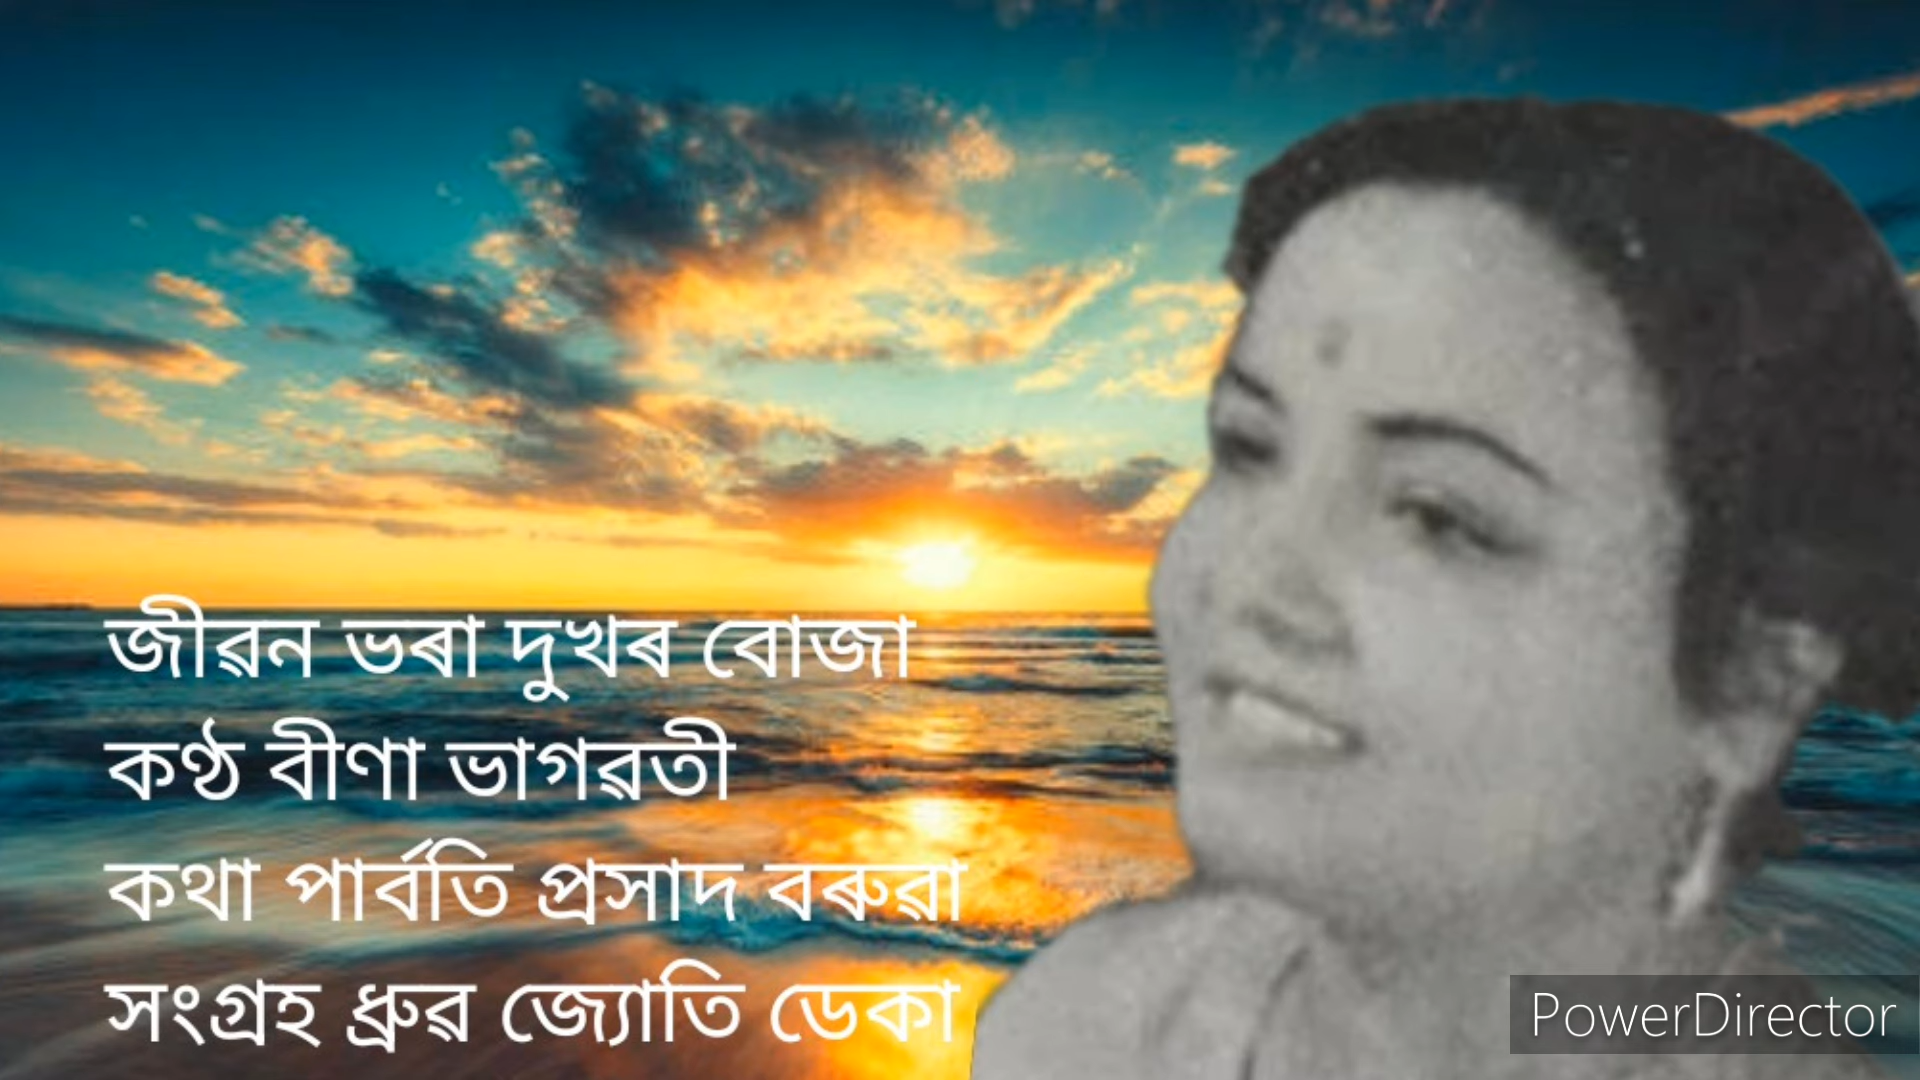 জীৱন ভৰা দুখৰ বোজা
কণ্ঠ বীণা ভাগৱতী
কথা পাৰ্বতি প্ৰসাদ বৰুৱা
সংগ্ৰহ ধ্ৰুৱ জ্যোতি ডেকা
PowerDirector